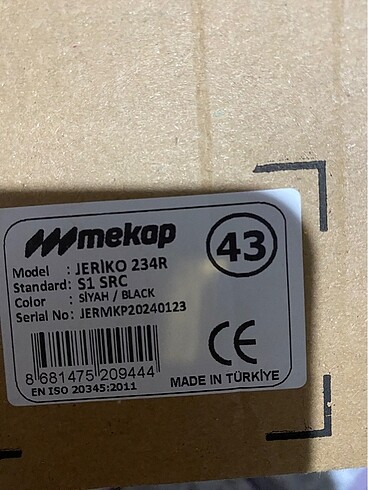 mekap
43
Model : JERİKO 234R
Standard: S1 SRC
Color : SİYAH / BLACK
Serial No: JERMKP20240123
CE
8 681475 209444
EN ISO 20345:2011
MADE IN TÜRKİYE